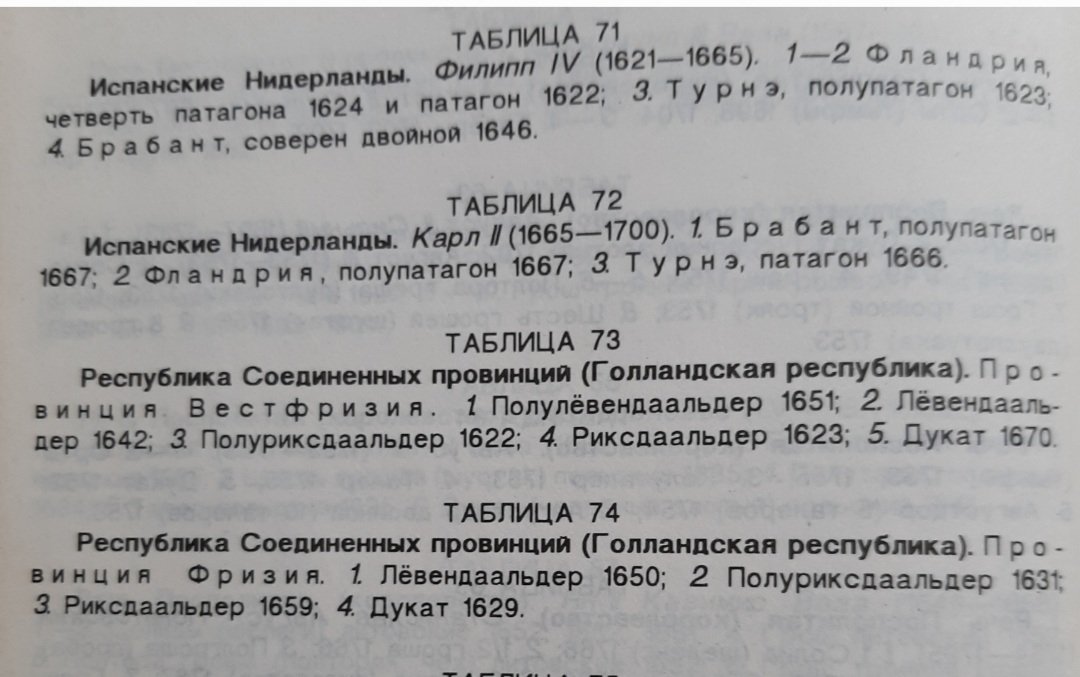 ТАБЛИЦА 71
Испанские Нидерланды. Филипп IV (1621—1665). 1—2 Фландрия,
четверть патагона 1624 и патагон 1622; 3. Турнэ, полупатагон 1623;
4. Брабант, соверен двойной 1646.
ТАБЛИЦА 72
Испанские Нидерланды. Карл II (1665—1700). 1. Брабант, полупатагон
1667; 2 Фландрия, полупатагон 1667; 3. Турнэ, патагон 1666.
ТАБЛИЦА 73
Республика Соединенных провинций (Голландская республика). Про-
винция Вестфризия. 1 Полулёвендаальдер 1651; 2. Лёвендааль-
дер 1642; 3. Полуриксдаальдер 1622; 4. Риксдаальдер 1623; 5. Дукат 1670.
ТАБЛИЦА 74
Республика Соединенных провинций (Голландская республика). Про-
винция Фризия. 1. Лёвендаальдер 1650; 2 Полуриксдаальдер 1631;
3. Риксдаальдер 1659; 4. Дукат 1629.